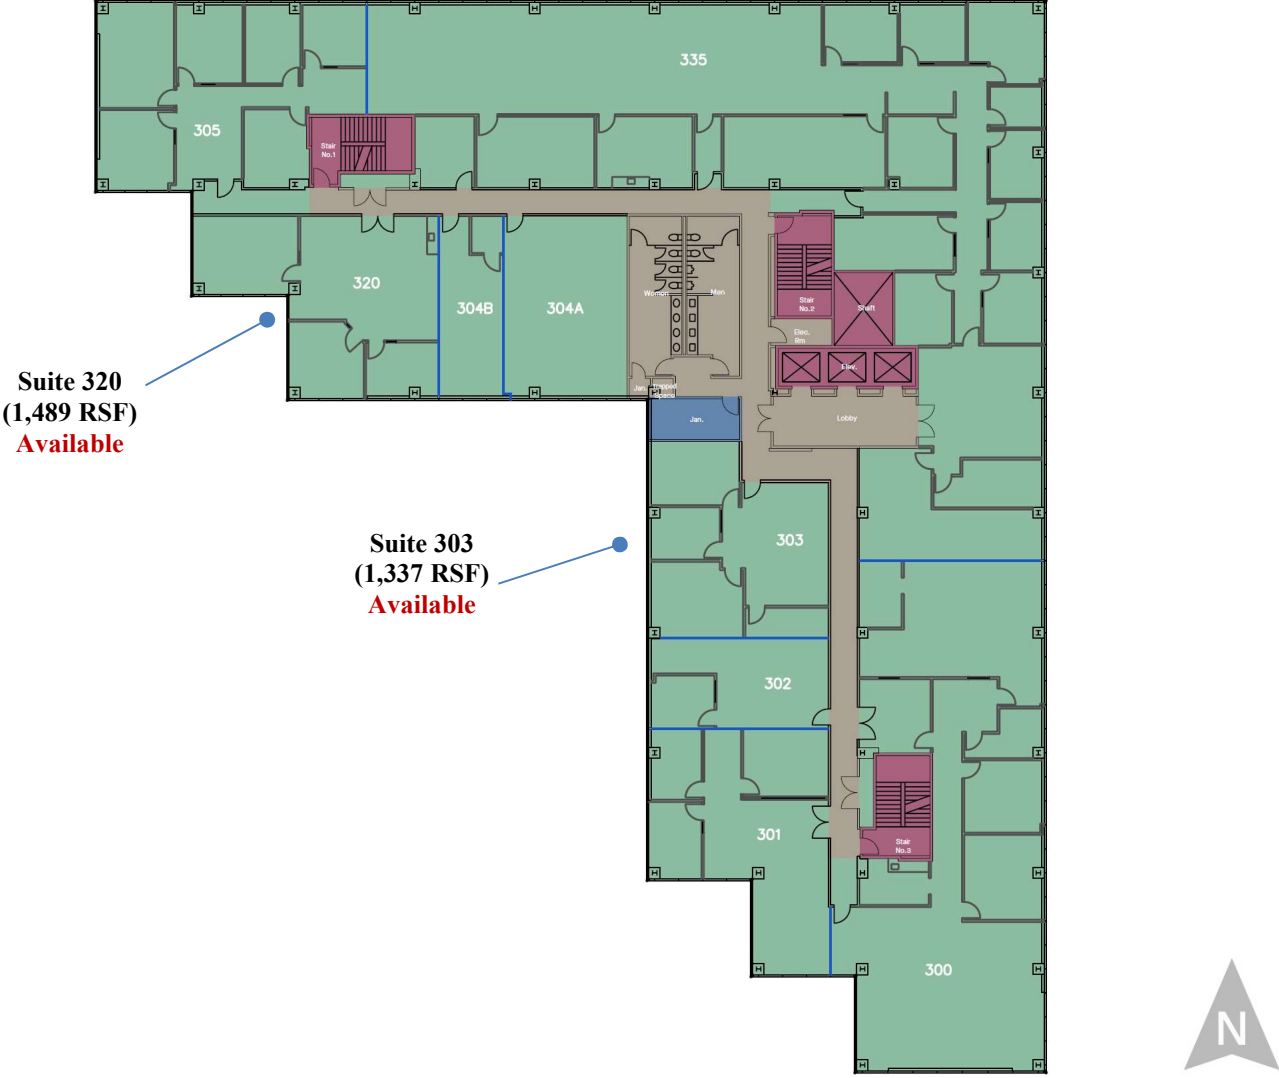 335
305
Stair
No.1
320
304B
304A
Women
Men
Stair
No.2
Shaft
Elec.
Rm
Elev.
Jan.
Trapped
Space
Jan.
Lobby
Suite 320
(1,489 RSF)
Available
Suite 303
(1,337 RSF)
Available
303
302
301
Stair
No.3
300
N